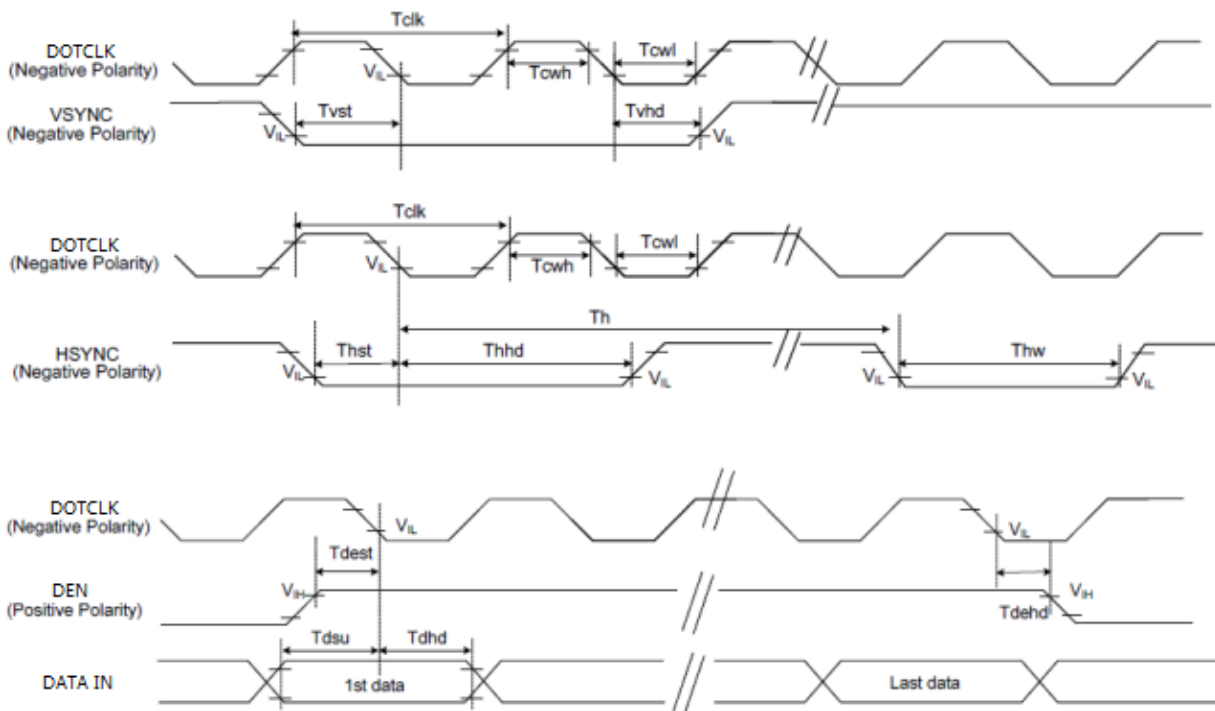 Tclk
DOTCLK
(Negative Polarity)
VIL
Tcwh
Tcwl
VSYNC
(Negative Polarity)
VIL
Tvst
Tvhd
VIL
Tclk
DOTCLK
(Negative Polarity)
VIL
Tcwh
Tcwl
Th
HSYNC
(Negative Polarity)
VIL
Thst
Thhd
VIL
VIL
Thw
VIL
DOTCLK
(Negative Polarity)
VIL
VIL
Tdest
DEN
(Positive Polarity)
VIH
Tdehd
VIH
Tdsu
Tdhd
DATA IN
1st data
Last data